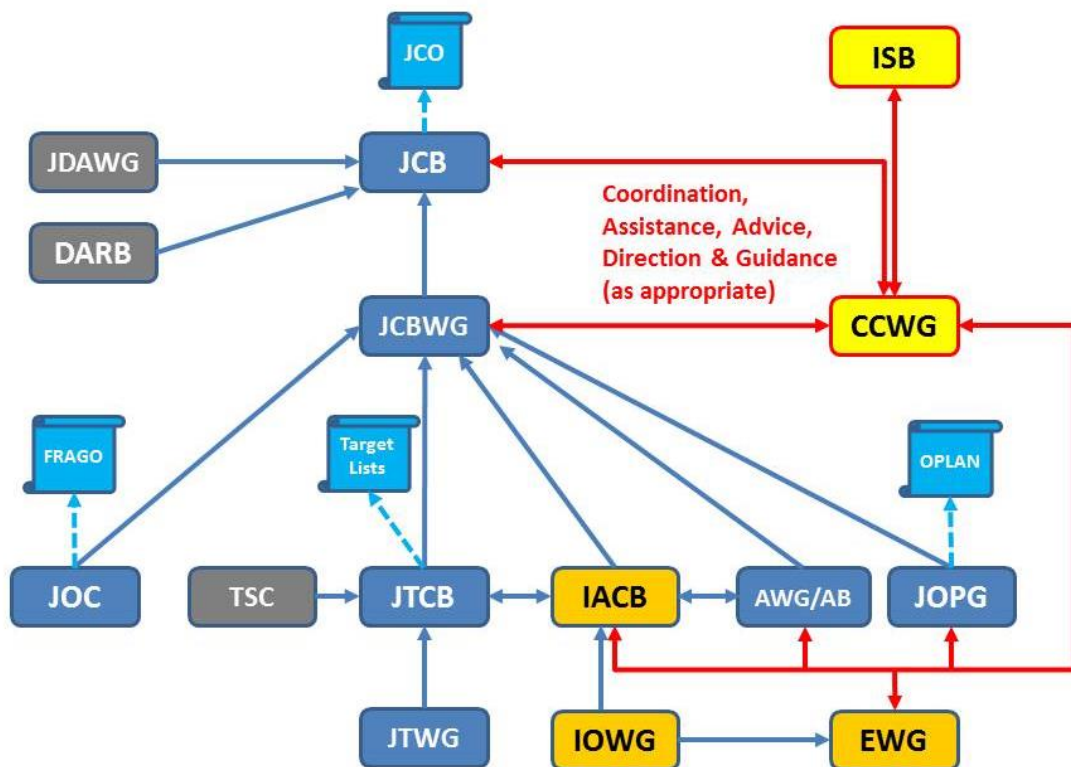 JCO
ISB
JDAWG
JCB
DARB
Coordination,
Assistance, Advice,
Direction & Guidance
(as appropriate)
JCBWG
CCWG
FRAGO
Target
Lists
OPLAN
JOC
TSC
JTCB
IACB
AWG/AB
JOPG
JTWG
IOWG
EWG